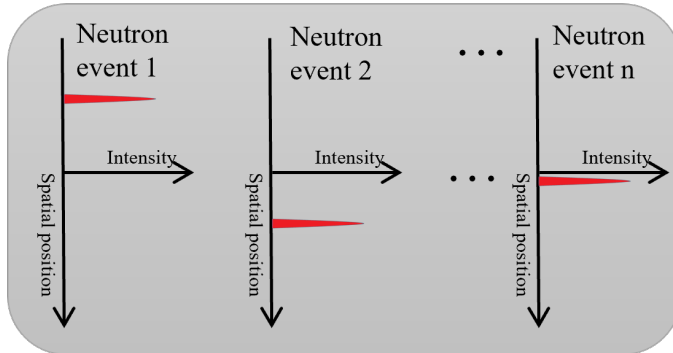 Neutron
event 1
Intensity
Spatial position
Neutron
event 2
Intensity
Spatial position
...
...
Neutron
event n
Intensity
Spatial position